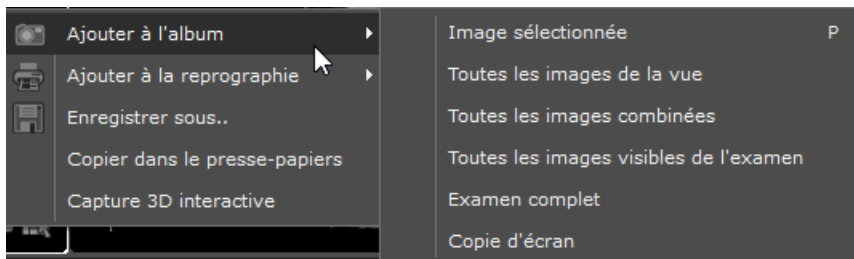 Ajouter à l'album
Ajouter à la reprographie
Enregistrer sous..
Copier dans le presse-papiers
Capture 3D interactive
Image sélectionnée P
Toutes les images de la vue
Toutes les images combinées
Toutes les images visibles de l'examen
Examen complet
Copie d'écran